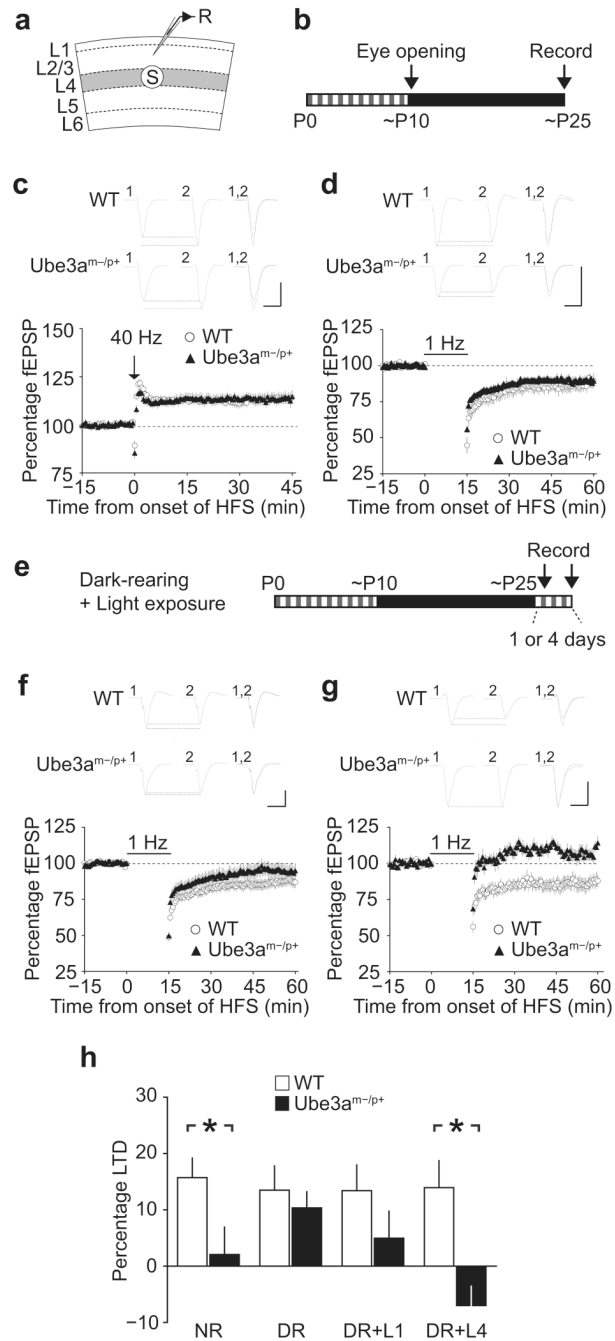 a
R
L1
L2/3
L4
S
L5
L6
b
Eye opening
Record
P0
~P10
~P25
c
1 2 1,2
WT
1 2 1,2
Ube3a^m−/p+
150
125
100
75
Percentage fEPSP
40 Hz
WT
Ube3a^m−/p+
−15 0 15 30 45
Time from onset of HFS (min)
d
1 2 1,2
WT
1 2 1,2
Ube3a^m−/p+
125
100
75
50
25
Percentage fEPSP
1 Hz
WT
Ube3a^m−/p+
−15 0 15 30 45 60
Time from onset of HFS (min)
e
Record
Dark-rearing
+ Light exposure
P0
~P10
~P25
1 or 4 days
f
1 2 1,2
WT
1 2 1,2
Ube3a^m−/p+
125
100
75
50
25
Percentage fEPSP
1 Hz
WT
Ube3a^m−/p+
−15 0 15 30 45 60
Time from onset of HFS (min)
g
1 2 1,2
WT
1 2 1,2
Ube3a^m−/p+
125
100
75
50
25
Percentage fEPSP
1 Hz
WT
Ube3a^m−/p+
−15 0 15 30 45 60
Time from onset of HFS (min)
h
WT
Ube3a^m−/p+
30
20
10
0
−10
Percentage LTD
*
*
NR DR DR+L1 DR+L4